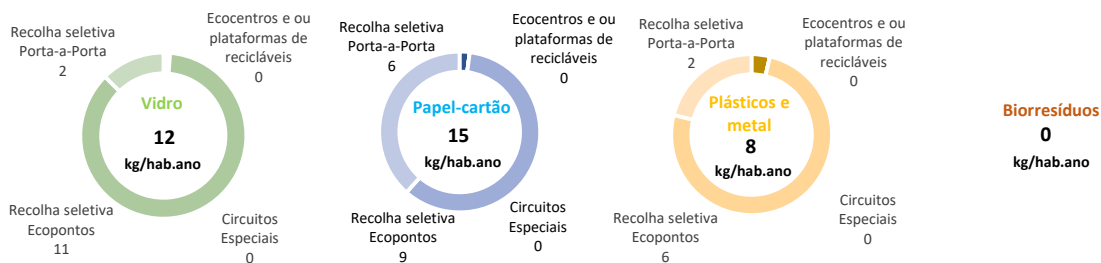 Recolha seletiva
Porta-a-Porta
2
Ecocentros e ou
plataformas de
recicláveis
0
Vidro
12
kg/hab.ano
Recolha seletiva
Ecopontos
11
Circuitos
Especiais
0
Recolha seletiva
Porta-a-Porta
6
Ecocentros e ou
plataformas de
recicláveis
0
Papel-cartão
15
kg/hab.ano
Recolha seletiva
Ecopontos
9
Circuitos
Especiais
0
Recolha seletiva
Porta-a-Porta
2
Ecocentros e ou
plataformas de
recicláveis
0
Plásticos e
metal
8
kg/hab.ano
Recolha seletiva
Ecopontos
6
Circuitos
Especiais
0
Biorresíduos
0
kg/hab.ano